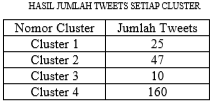 HASIL JUMLAH TWEETS SETIAP CLUSTER
Nomor Cluster Jumlah Tweets
Cluster 1 25
Cluster 2 47
Cluster 3 10
Cluster 4 160